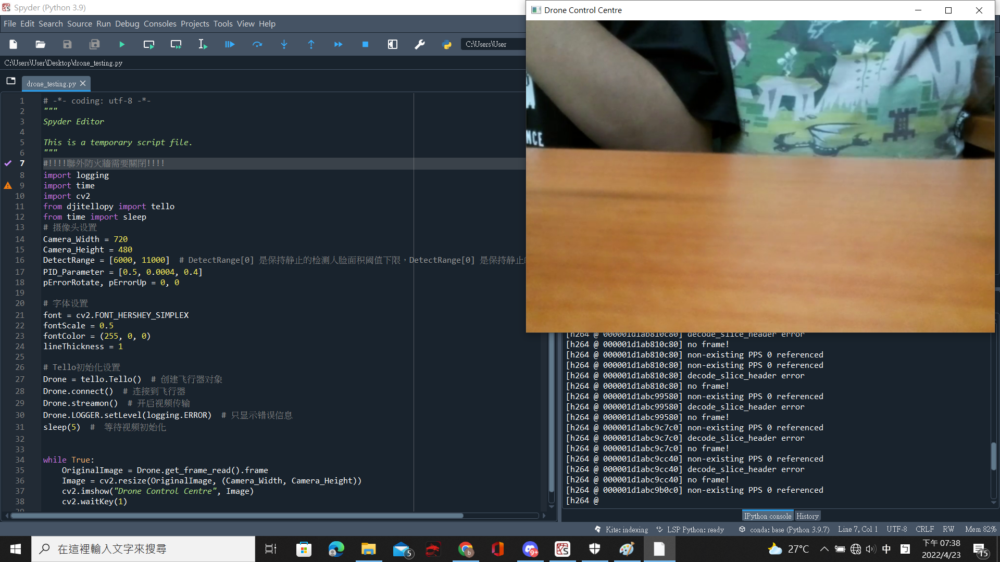 Spyder (Python 3.9)
File Edit Search Source Run Debug Consoles Projects Tools View Help
C:\Users\User
C:\Users\User\Desktop\drone_testing.py
drone_testing.py
1 # -*- coding: utf-8 -*-
2 """
3 Spyder Editor
4
5 This is a temporary script file.
6 """
7 #!!!!聯外防火牆需要關閉!!!!
8 import logging
9 import time
10 import cv2
11 from djitellopy import tello
12 from time import sleep
13 # 摄像头设置
14 Camera_Width = 720
15 Camera_Height = 480
16 DetectRange = [6000, 11000]  # DetectRange[0] 是保持静止的检测人脸面积阈值下限，DetectRange[0] 是保持静止
17 PID_Parameter = [0.5, 0.0004, 0.4]
18 pErrorRotate, pErrorUp = 0, 0
19
20 # 字体设置
21 font = cv2.FONT_HERSHEY_SIMPLEX
22 fontScale = 0.5
23 fontColor = (255, 0, 0)
24 lineThickness = 1
25
26 # Tello初始化设置
27 Drone = tello.Tello()  # 创建飞行器对象
28 Drone.connect()  # 连接到飞行器
29 Drone.streamon()  # 开启视频传输
30 Drone.LOGGER.setLevel(logging.ERROR)  # 只显示错误信息
31 sleep(5)  #  等待视频初始化
32
33
34 while True:
35     OriginalImage = Drone.get_frame_read().frame
36     Image = cv2.resize(OriginalImage, (Camera_Width, Camera_Height))
37     cv2.imshow("Drone Control Centre", Image)
38     cv2.waitKey(1)
Drone Control Centre
NCE
[h264 @ 000001d1ab810c80] decode_slice_header error
[h264 @ 000001d1ab810c80] no frame!
[h264 @ 000001d1ab810c80] non-existing PPS 0 referenced
[h264 @ 000001d1ab810c80] non-existing PPS 0 referenced
[h264 @ 000001d1ab810c80] decode_slice_header error
[h264 @ 000001d1ab810c80] no frame!
[h264 @ 000001d1abc99580] non-existing PPS 0 referenced
[h264 @ 000001d1abc99580] decode_slice_header error
[h264 @ 000001d1abc99580] no frame!
[h264 @ 000001d1abc9c7c0] non-existing PPS 0 referenced
[h264 @ 000001d1abc9c7c0] decode_slice_header error
[h264 @ 000001d1abc9c7c0] no frame!
[h264 @ 000001d1abc9cc40] non-existing PPS 0 referenced
[h264 @ 000001d1abc9cc40] decode_slice_header error
[h264 @ 000001d1abc9cc40] no frame!
[h264 @ 000001d1abc9b0c0] non-existing PPS 0 referenced
[h264 @
IPython console History
Kite: indexing LSP Python: ready conda: base (Python 3.9.7) Line 7, Col 1 UTF-8 CRLF RW Mem 82%
在這裡輸入文字來搜尋
5
9+
27°C
中
下午 07:38
2022/4/23
15